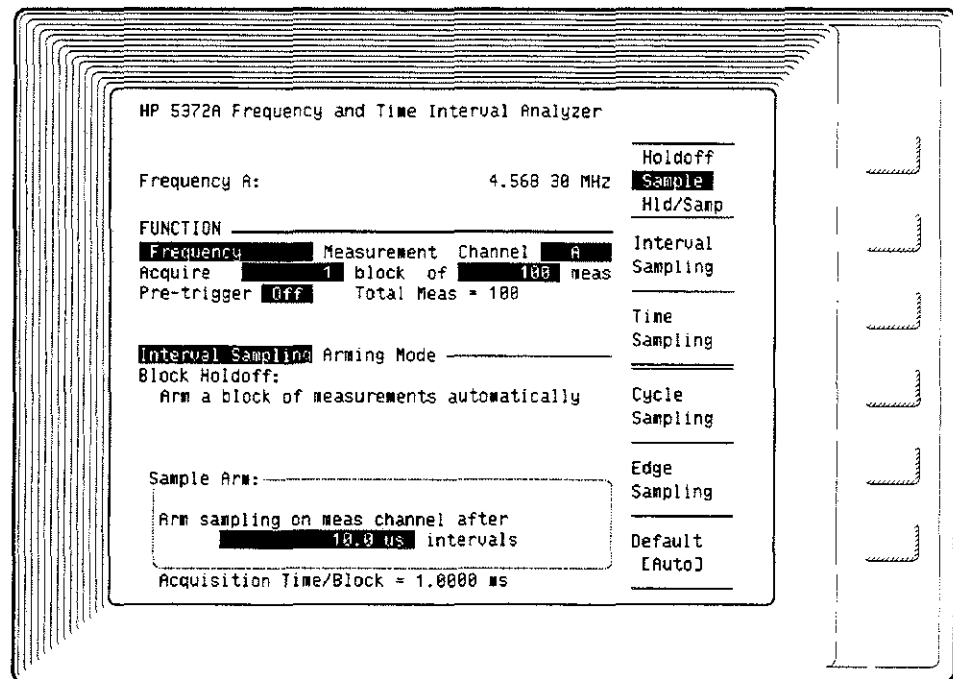 HP 5372A Frequency and Time Interval Analyzer
Frequency A: 4.568 30 MHz
FUNCTION
Frequency Measurement Channel A
Acquire 1 block of 100 meas
Pre-trigger Off Total Meas = 100
Interval Sampling Arming Mode
Block Holdoff:
Arm a block of measurements automatically
Sample Arm:
Arm sampling on meas channel after
10.0 us intervals
Acquisition Time/Block = 1.0000 ms
Holdoff
Sample
Hld/Samp
Interval
Sampling
Time
Sampling
Cycle
Sampling
Edge
Sampling
Default
[Auto]